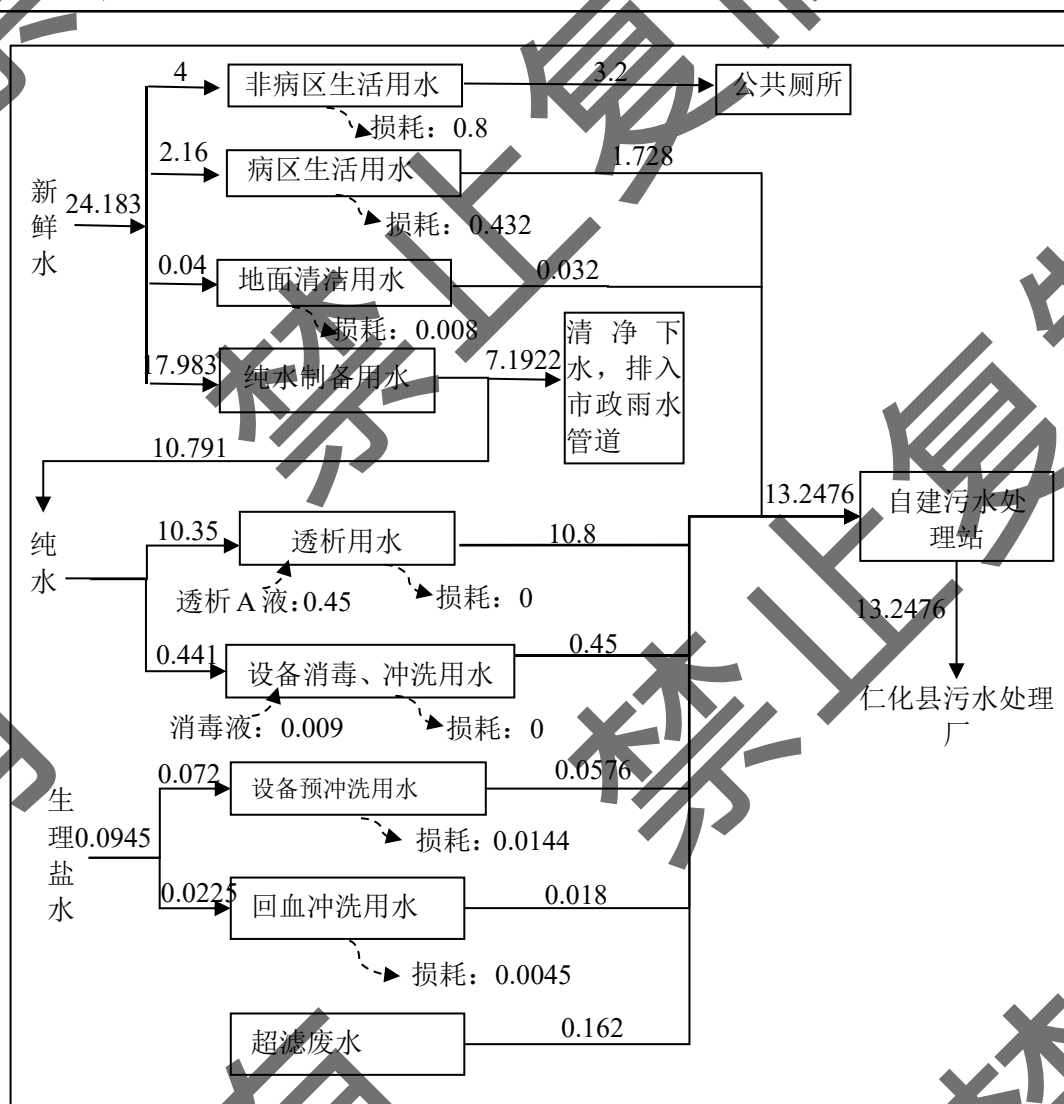 4
非病区生活用水
3.2
公共厕所
损耗：0.8
2.16
病区生活用水
1.728
损耗：0.432
新鲜水
24.183
0.04
地面清洁用水
0.032
损耗：0.008
17.983
纯水制备用水
7.1922
清净下
水，排入
市政雨水
管道
10.791
纯水
10.35
透析用水
10.8
透析A液:0.45
损耗：0
13.2476
自建污水处
理站
13.2476
仁化县污水处理
厂
0.441
设备消毒、冲洗用水
0.45
消毒液：0.009
损耗：0
生理盐水
0.0945
0.072
设备预冲洗用水
0.0576
损耗：0.0144
0.0225
回血冲洗用水
0.018
损耗：0.0045
超滤废水
0.162
禁止复制
禁止复制